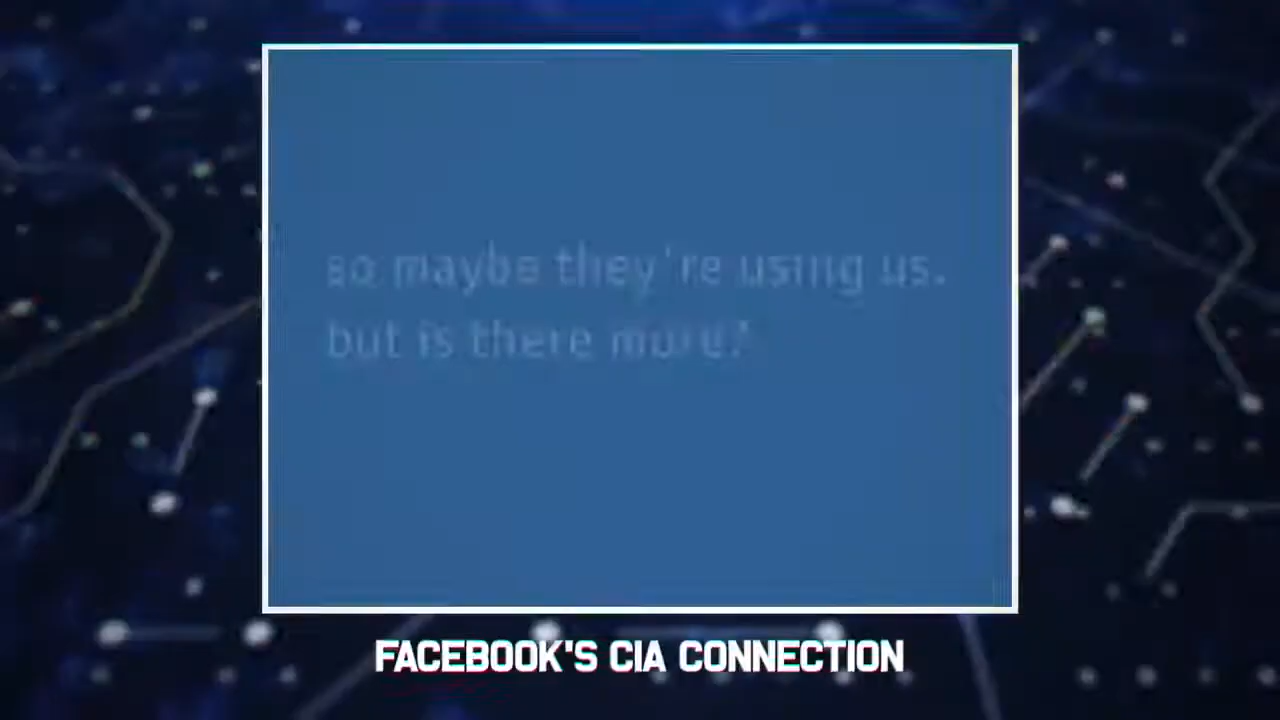 so maybe they're using us.
but is there more?
FACEBOOK'S CIA CONNECTION